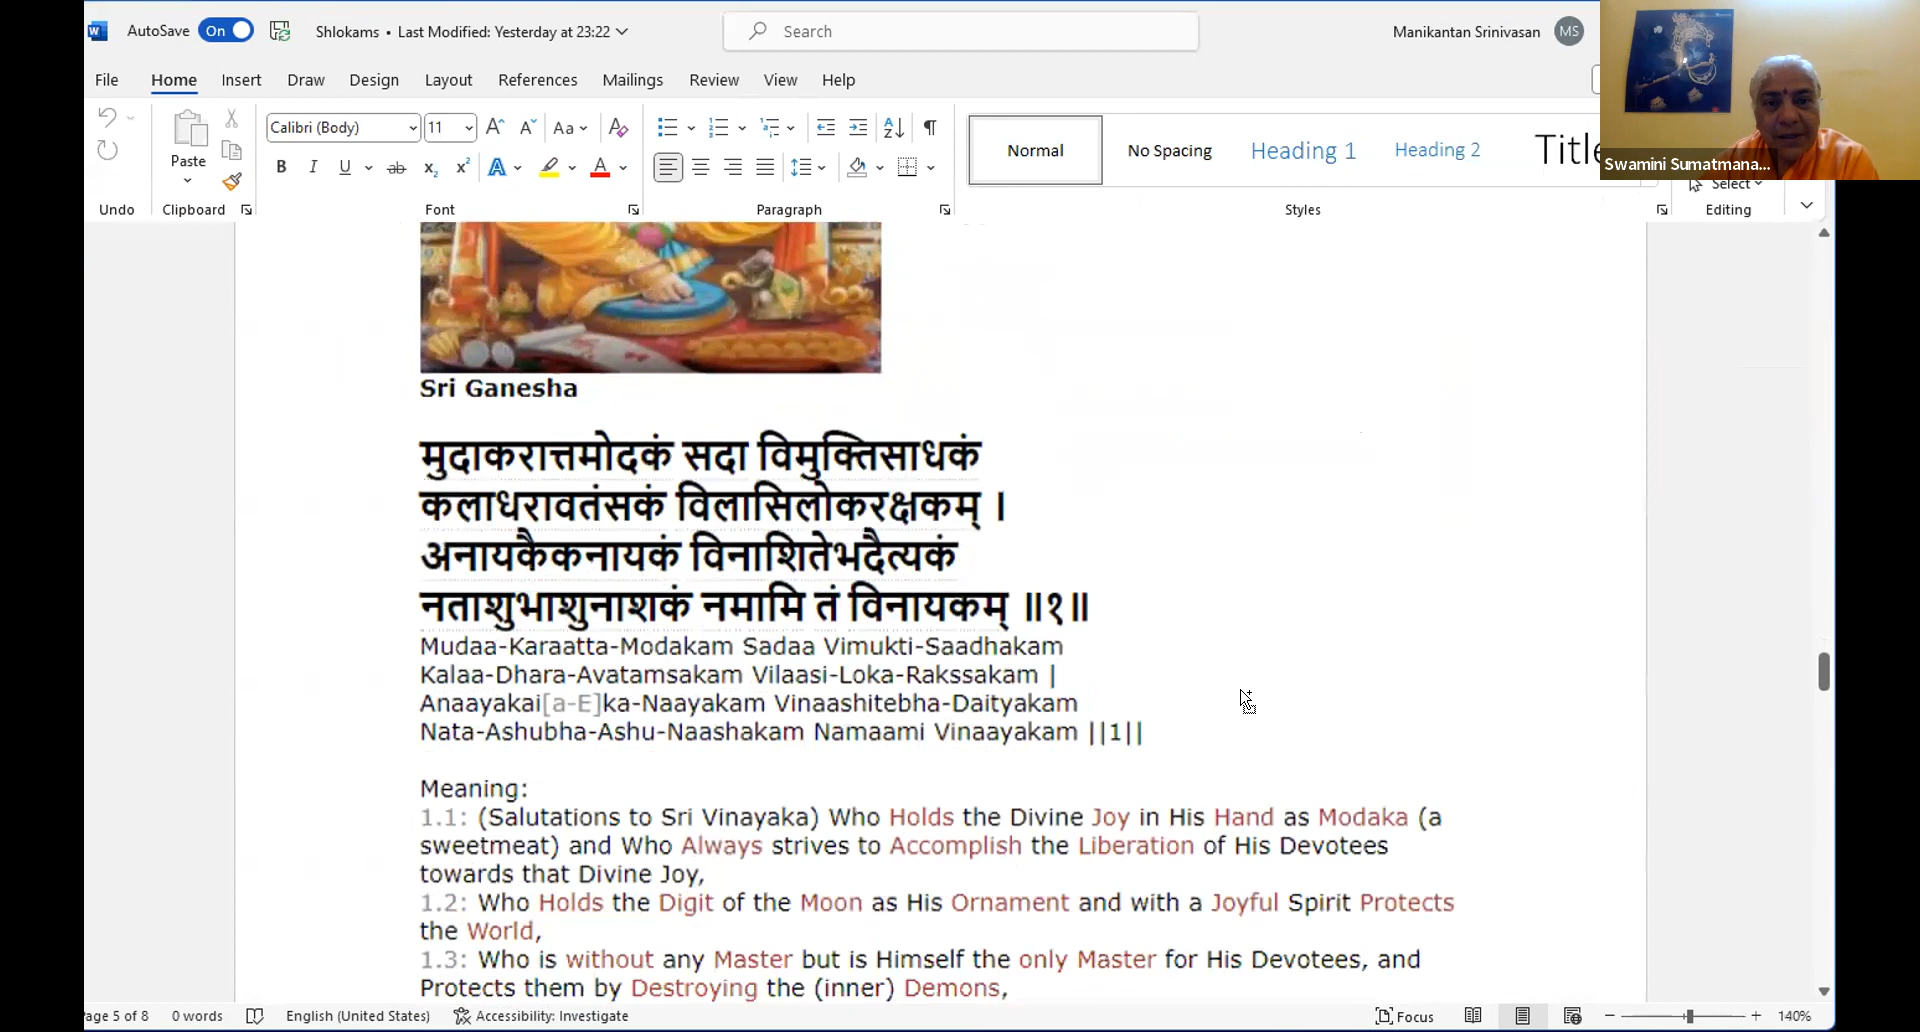 AutoSave On Shlokams • Last Modified: Yesterday at 23:22 Search Manikantan Srinivasan MS
File Home Insert Draw Design Layout References Mailings Review View Help
Calibri (Body) 11 Aa
Paste
Normal No Spacing Heading 1 Heading 2 Title
Swamini Sumatmana...
Select
Undo Clipboard Font Paragraph Styles Editing
Sri Ganesha
मुदाकरात्तमोदकं सदा विमुक्तिसाधकं
कलाधरावतंसकं विलासिलोकरक्षकम् ।
अनायकैकनायकं विनाशितेभदैत्यकं
नताशुभाशुनाशकं नमामि तं विनायकम् ॥१॥
Mudaa-Karaatta-Modakam Sadaa Vimukti-Saadhakam
Kalaa-Dhara-Avatamsakam Vilaasi-Loka-Rakssakam |
Anaayakai[a-E]ka-Naayakam Vinaashitebha-Daityakam
Nata-Ashubha-Ashu-Naashakam Namaami Vinaayakam ||1||
Meaning:
1.1: (Salutations to Sri Vinayaka) Who Holds the Divine Joy in His Hand as Modaka (a
sweetmeat) and Who Always strives to Accomplish the Liberation of His Devotees
towards that Divine Joy,
1.2: Who Holds the Digit of the Moon as His Ornament and with a Joyful Spirit Protects
the World,
1.3: Who is without any Master but is Himself the only Master for His Devotees, and
Protects them by Destroying the (inner) Demons,
age 5 of 8 0 words English (United States) Accessibility: Investigate Focus 140%